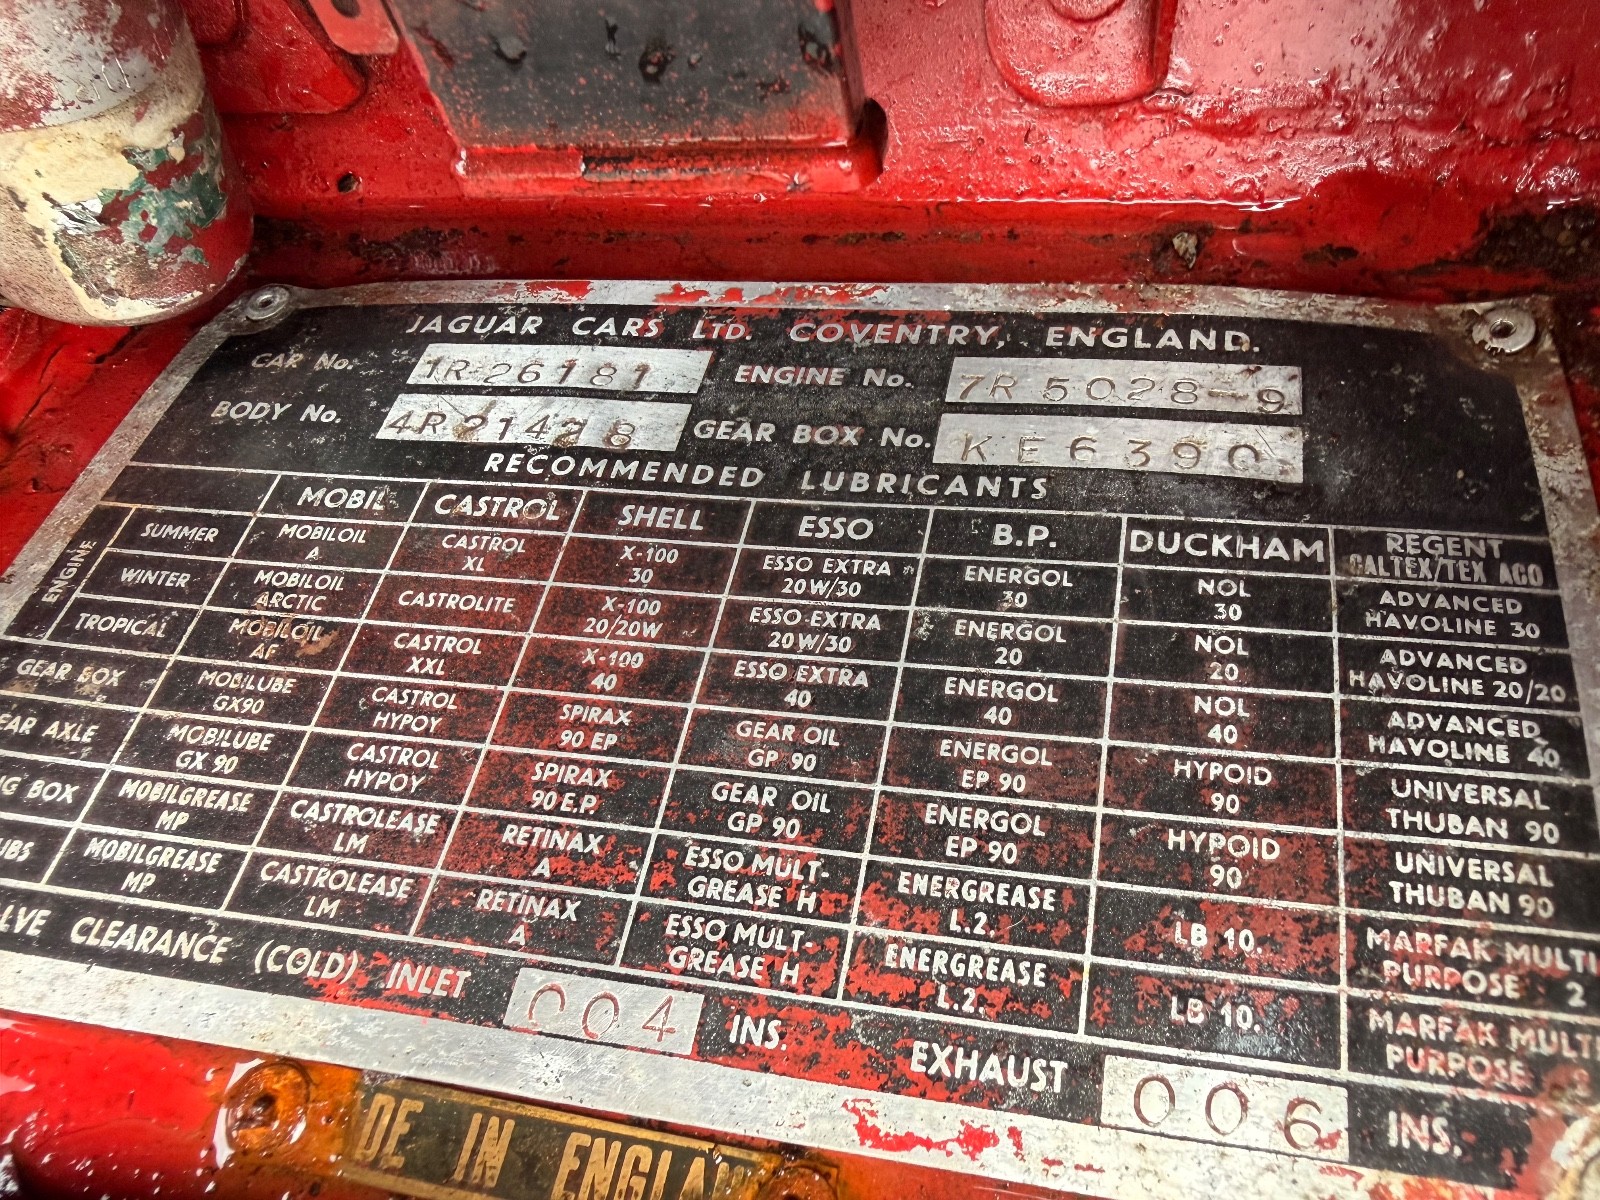 JAGUAR CARS LTD. COVENTRY, ENGLAND.
CAR No. 1R 26181 ENGINE No. 7R 5028-9
BODY No. 4R 21428 GEAR BOX No. KE6390
RECOMMENDED LUBRICANTS
MOBIL CASTROL SHELL ESSO B.P. DUCKHAM REGENT CALTEX/TEX ACO
ENGINE
SUMMER MOBILOIL A CASTROL XL X-100 30 ESSO EXTRA 20W/30 ENERGOL 30 NOL 30 ADVANCED HAVOLINE 30
WINTER MOBILOIL ARCTIC CASTROLITE X-100 20/20W ESSO EXTRA 20W/30 ENERGOL 20 NOL 20 ADVANCED HAVOLINE 20/20
TROPICAL MOBILOIL AF CASTROL XXL X-100 40 ESSO EXTRA 40 ENERGOL 40 NOL 40 ADVANCED HAVOLINE 40
GEAR BOX MOBILUBE GX90 CASTROL HYPOY SPIRAX 90 EP GEAR OIL GP 90 ENERGOL EP 90 HYPOID 90 UNIVERSAL THUBAN 90
EAR AXLE MOBILUBE GX 90 CASTROL HYPOY SPIRAX 90 E.P. GEAR OIL GP 90 ENERGOL EP 90 HYPOID 90 UNIVERSAL THUBAN 90
NG BOX MOBILGREASE MP CASTROLEASE LM RETINAX A ESSO MULT-GREASE H ENERGREASE L.2. LB 10. MARFAK MULTI PURPOSE 2
UBS MOBILGREASE MP CASTROLEASE LM RETINAX A ESSO MULT-GREASE H ENERGREASE L.2. LB 10. MARFAK MULTI PURPOSE
LVE CLEARANCE (COLD) INLET 004 INS. EXHAUST 006 INS.
DE IN ENGLAN